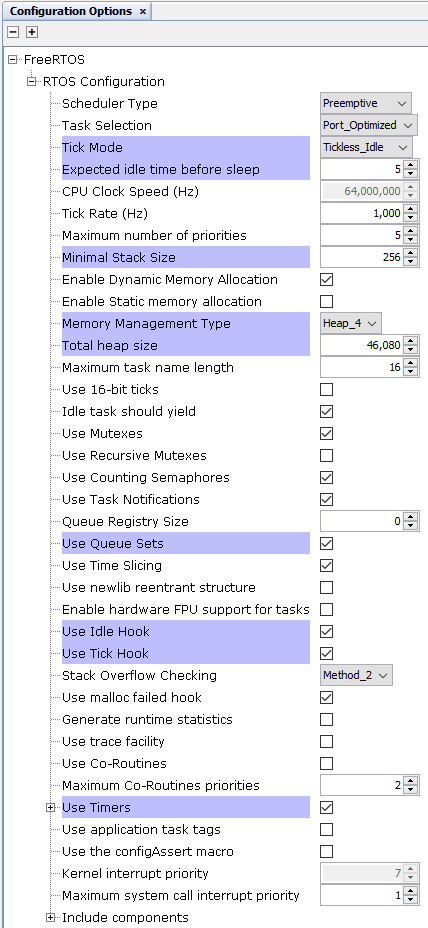 Configuration Options ×
FreeRTOS
RTOS Configuration
Scheduler Type Preemptive
Task Selection Port_Optimized
Tick Mode Tickless_Idle
Expected idle time before sleep 5
CPU Clock Speed (Hz) 64,000,000
Tick Rate (Hz) 1,000
Maximum number of priorities 5
Minimal Stack Size 256
Enable Dynamic Memory Allocation
Enable Static memory allocation
Memory Management Type Heap_4
Total heap size 46,080
Maximum task name length 16
Use 16-bit ticks
Idle task should yield
Use Mutexes
Use Recursive Mutexes
Use Counting Semaphores
Use Task Notifications
Queue Registry Size 0
Use Queue Sets
Use Time Slicing
Use newlib reentrant structure
Enable hardware FPU support for tasks
Use Idle Hook
Use Tick Hook
Stack Overflow Checking Method_2
Use malloc failed hook
Generate runtime statistics
Use trace facility
Use Co-Routines
Maximum Co-Routines priorities 2
Use Timers
Use application task tags
Use the configAssert macro
Kernel interrupt priority 7
Maximum system call interrupt priority 1
Include components